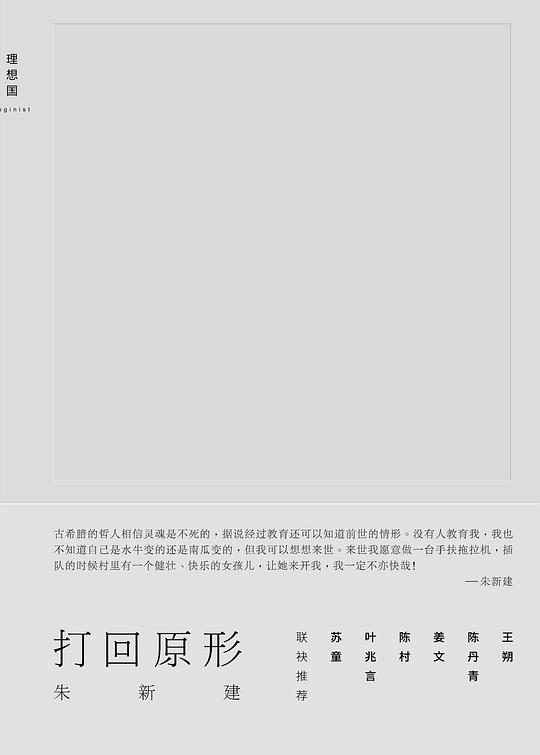 理想国
aginist
古希腊的哲人相信灵魂是不死的，据说经过教育还可以知道前世的情形。没有人教育我，我也
不知道自己是水牛变的还是南瓜变的，但我可以想想来世。来世我愿意做一台手扶拖拉机，插
队的时候村里有一个健壮、快乐的女孩儿，让她来开我，我一定不亦快哉!
——朱新建
打回原形
朱新建
王朔
陈丹青
姜文
陈村
叶兆言
苏童
联袂推荐